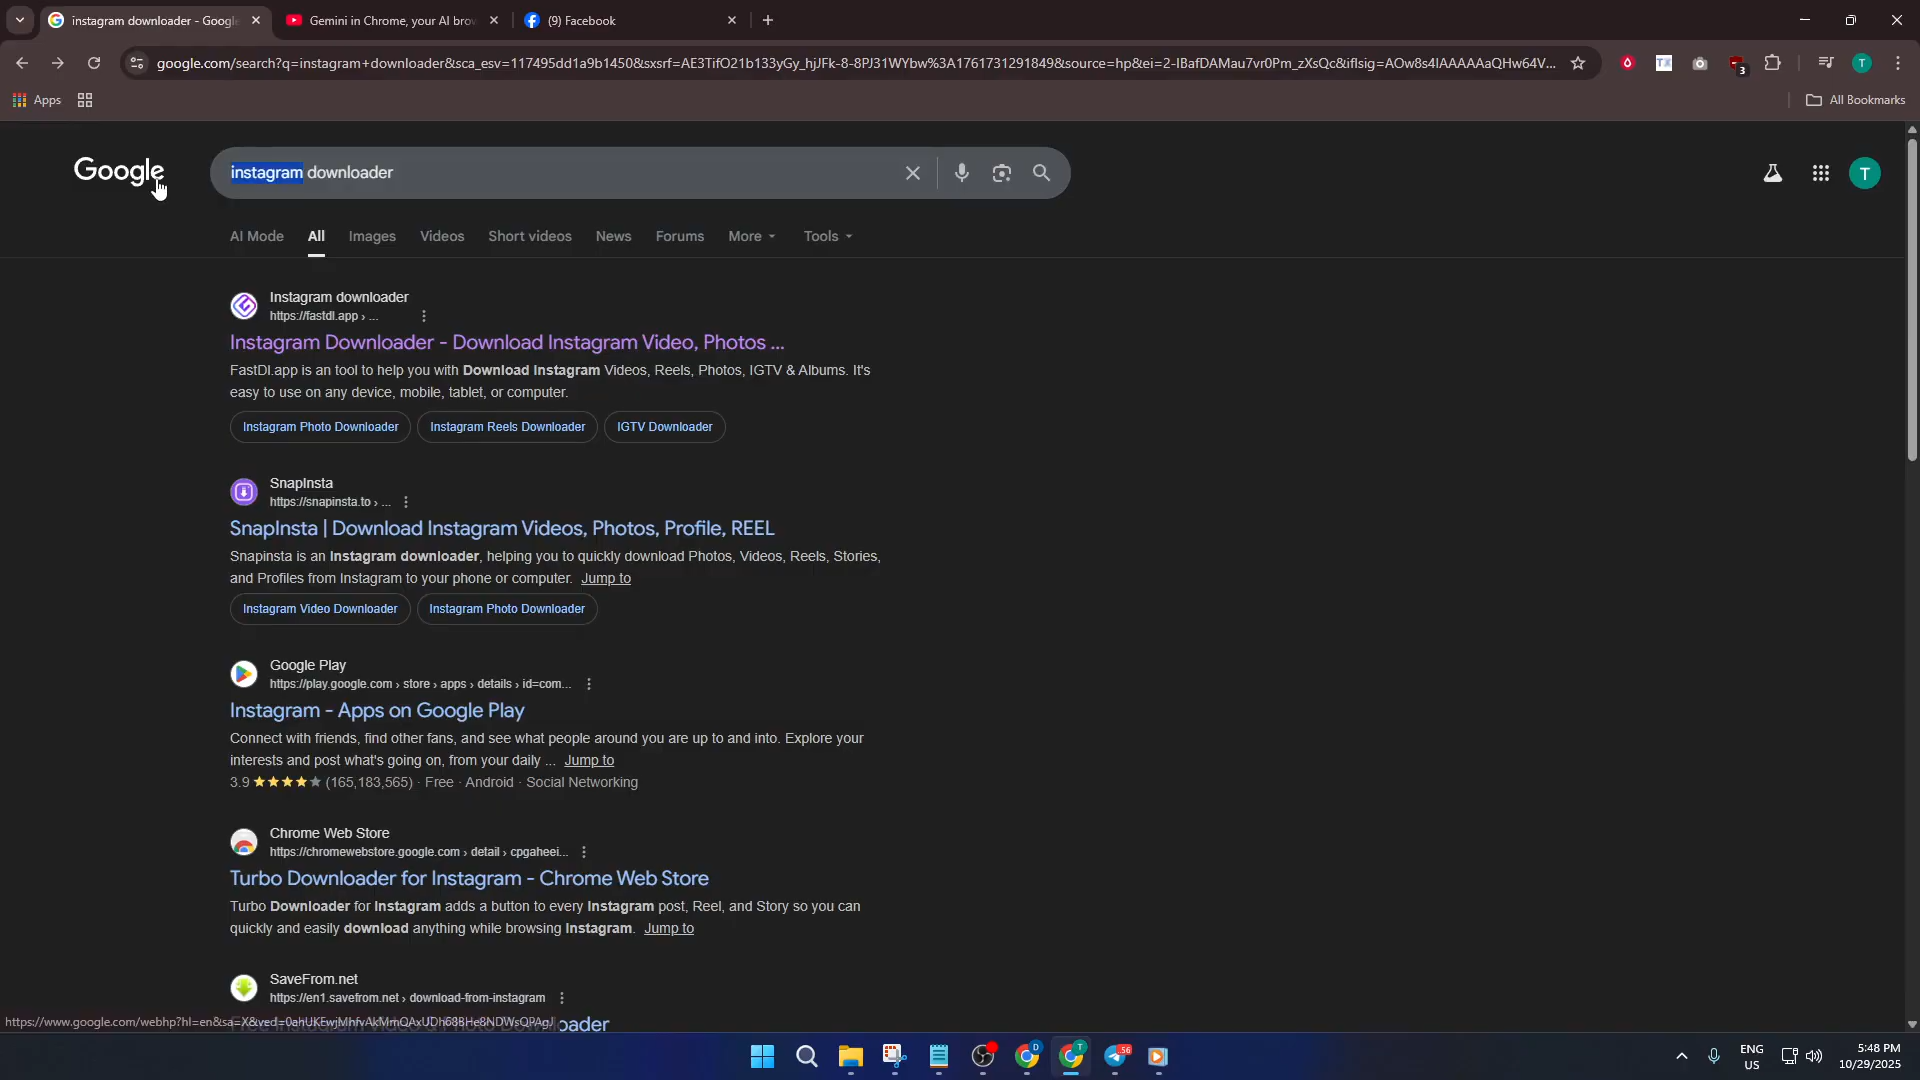 instagram downloader - Google
Gemini in Chrome, your AI brow
(9) Facebook
google.com/search?q=instagram+downloader&sca_esv=117495dd1a9b1450&sxsrf=AE3TifO21b133yGy_hjJFk-8-8PJ31WYbw%3A1761731291849&source=hp&ei=2-IBafDAMau7vr0Pm_zXsQc&iflsig=AOw8s4IAAAAAaQHw64V...
3
Apps
All Bookmarks
Google
instagram downloader
T
AI Mode
All
Images
Videos
Short videos
News
Forums
More
Tools
Instagram downloader
https://fastdl.app › ...
Instagram Downloader - Download Instagram Video, Photos ...
FastDl.app is an tool to help you with Download Instagram Videos, Reels, Photos, IGTV & Albums. It's
easy to use on any device, mobile, tablet, or computer.
Instagram Photo Downloader
Instagram Reels Downloader
IGTV Downloader
SnapInsta
https://snapinsta.to › ...
SnapInsta | Download Instagram Videos, Photos, Profile, REEL
Snapinsta is an Instagram downloader, helping you to quickly download Photos, Videos, Reels, Stories,
and Profiles from Instagram to your phone or computer. Jump to
Instagram Video Downloader
Instagram Photo Downloader
Google Play
https://play.google.com › store › apps › details › id=com...
Instagram - Apps on Google Play
Connect with friends, find other fans, and see what people around you are up to and into. Explore your
interests and post what's going on, from your daily ... Jump to
3.9 ★★★★★ (165,183,565) · Free · Android · Social Networking
Chrome Web Store
https://chromewebstore.google.com › detail › cpgaheei...
Turbo Downloader for Instagram - Chrome Web Store
Turbo Downloader for Instagram adds a button to every Instagram post, Reel, and Story so you can
quickly and easily download anything while browsing Instagram. Jump to
SaveFrom.net
https://en1.savefrom.net › download-from-instagram
ENG
US
5:48 PM
10/29/2025